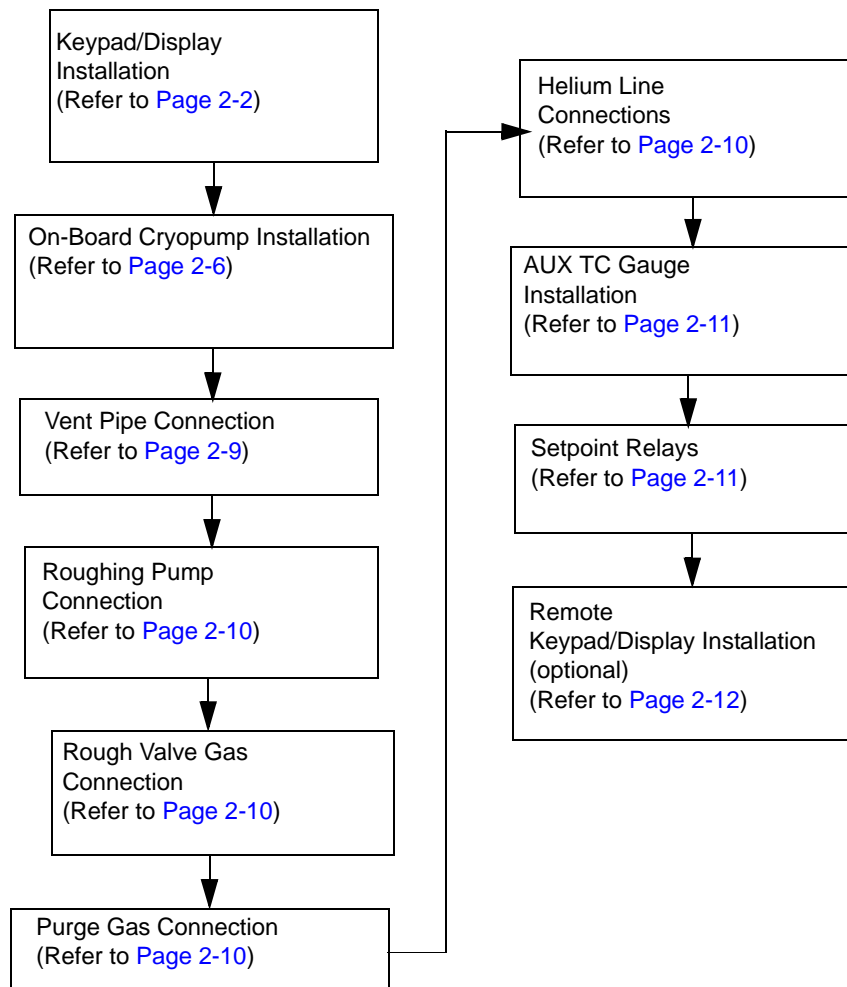 Keypad/Display
Installation
(Refer to Page 2-2)
On-Board Cryopump Installation
(Refer to Page 2-6)
Vent Pipe Connection
(Refer to Page 2-9)
Roughing Pump
Connection
(Refer to Page 2-10)
Rough Valve Gas
Connection
(Refer to Page 2-10)
Purge Gas Connection
(Refer to Page 2-10)
Helium Line
Connections
(Refer to Page 2-10)
AUX TC Gauge
Installation
(Refer to Page 2-11)
Setpoint Relays
(Refer to Page 2-11)
Remote
Keypad/Display Installation
(optional)
(Refer to Page 2-12)